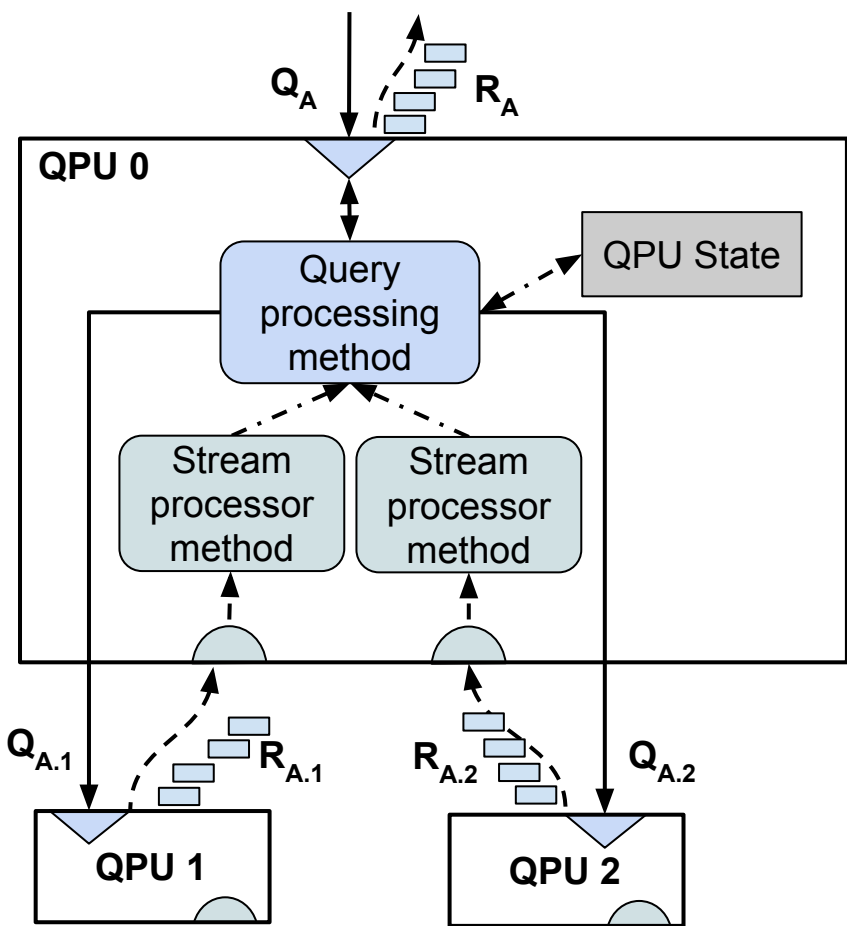 Q_A
R_A
QPU 0
QPU State
Query
processing
method
Stream
processor
method
Stream
processor
method
Q_A.1
R_A.1
R_A.2
Q_A.2
QPU 1
QPU 2